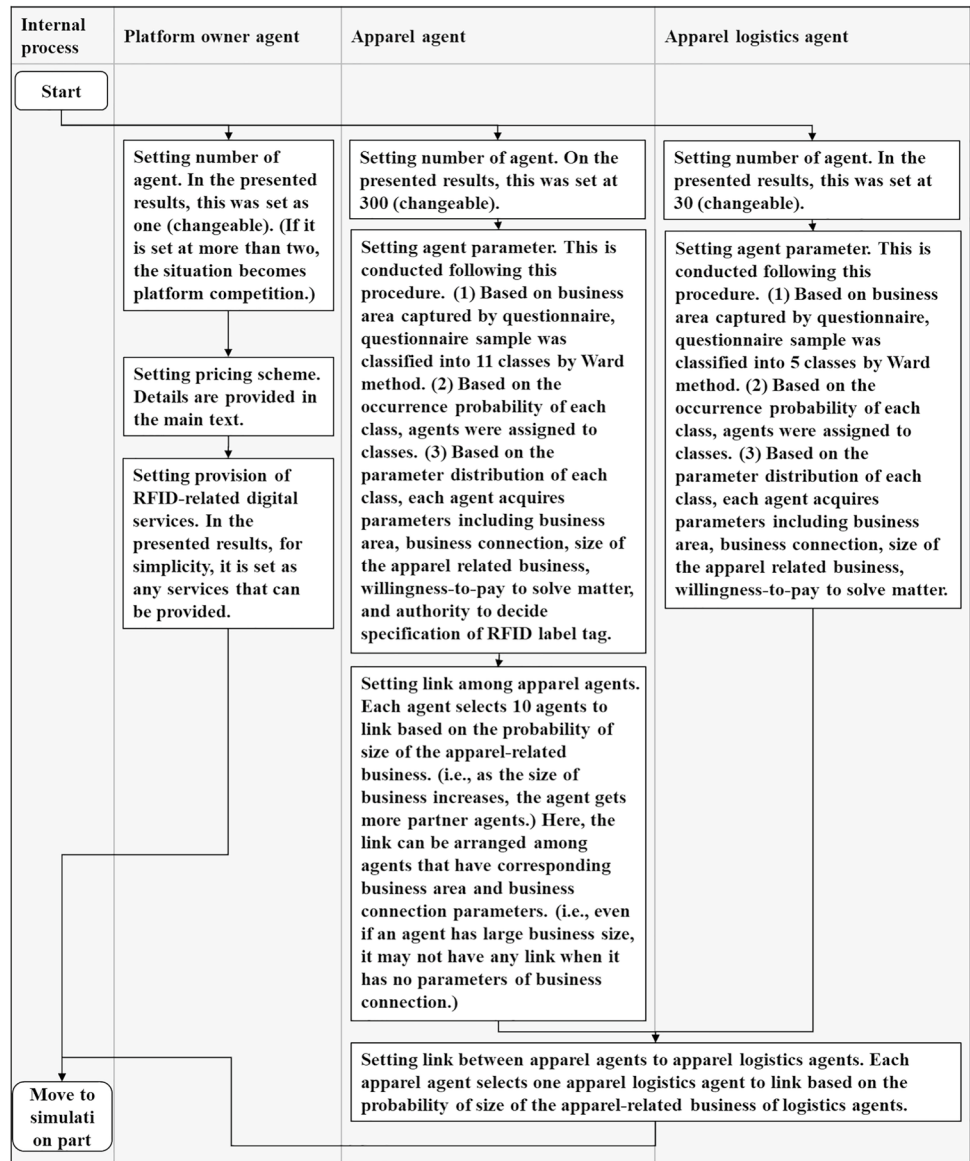 Internal
process
Platform owner agent
Apparel agent
Apparel logistics agent
Start
Setting number of
agent. In the presented
results, this was set as
one (changeable). (If it
is set at more than two,
the situation becomes
platform competition.)
Setting pricing scheme.
Details are provided in
the main text.
Setting provision of
RFID-related digital
services. In the
presented results, for
simplicity, it is set as
any services that can
be provided.
Setting number of agent. On the
presented results, this was set at
300 (changeable).
Setting agent parameter. This is
conducted following this
procedure. (1) Based on business
area captured by questionnaire,
questionnaire sample was
classified into 11 classes by Ward
method. (2) Based on the
occurrence probability of each
class, agents were assigned to
classes. (3) Based on the
parameter distribution of each
class, each agent acquires
parameters including business
area, business connection, size of
the apparel related business,
willingness-to-pay to solve matter,
and authority to decide
specification of RFID label tag.
Setting link among apparel agents.
Each agent selects 10 agents to
link based on the probability of
size of the apparel-related
business. (i.e., as the size of
business increases, the agent gets
more partner agents.) Here, the
link can be arranged among
agents that have corresponding
business area and business
connection parameters. (i.e., even
if an agent has large business size,
it may not have any link when it
has no parameters of business
connection.)
Setting number of agent. In the
presented results, this was set at
30 (changeable).
Setting agent parameter. This is
conducted following this
procedure. (1) Based on business
area captured by questionnaire,
questionnaire sample was
classified into 5 classes by Ward
method. (2) Based on the
occurrence probability of each
class, agents were assigned to
classes. (3) Based on the
parameter distribution of each
class, each agent acquires
parameters including business
area, business connection, size of
the apparel related business,
willingness-to-pay to solve matter.
Setting link between apparel agents to apparel logistics agents. Each
apparel agent selects one apparel logistics agent to link based on the
probability of size of the apparel-related business of logistics agents.
Move to
simulati
on part